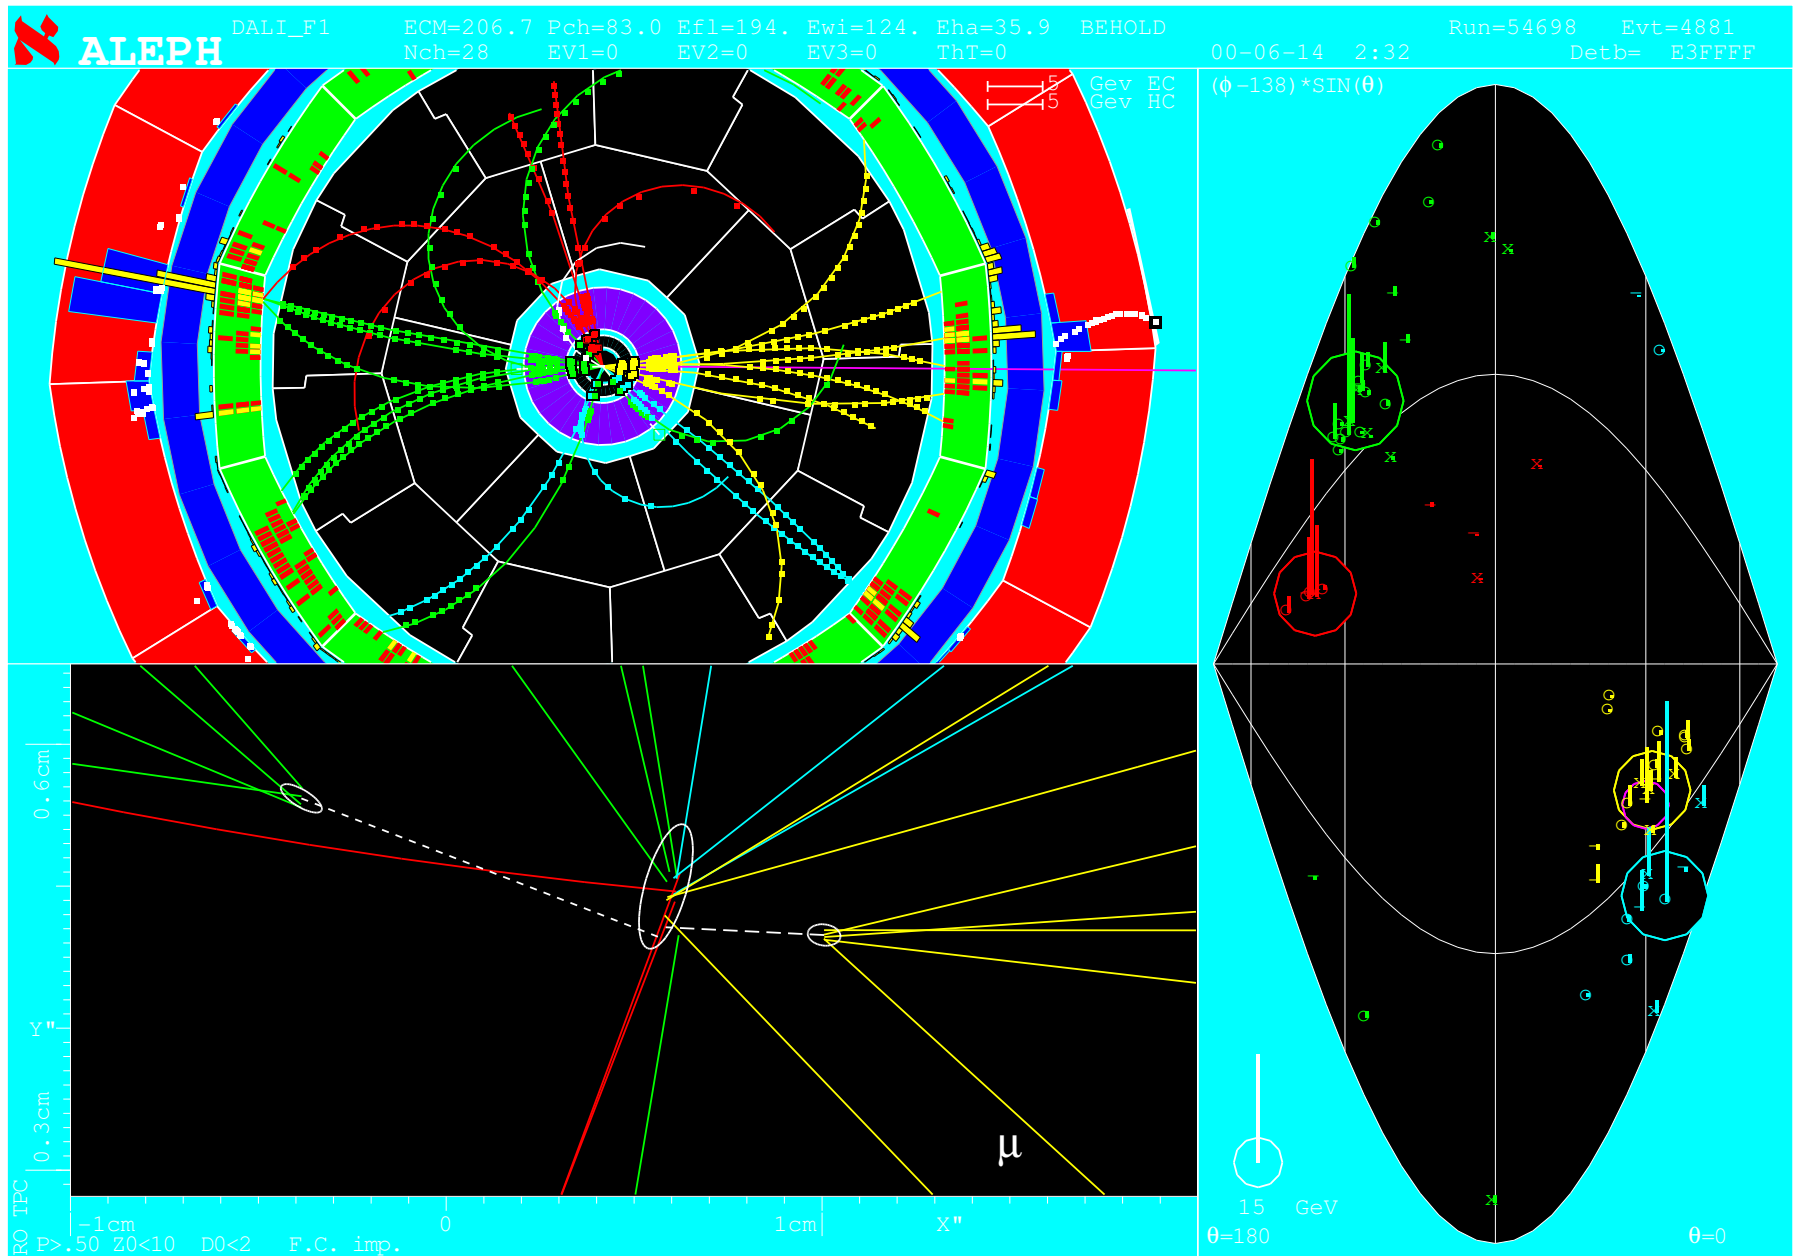 ALEPH DALI_F1 ECM=206.7 Pch=83.0 Efl=194. Ewi=124. Eha=35.9 BEHOLD Run=54698 Evt=4881
Nch=28 EV1=0 EV2=0 EV3=0 ThT=0 00-06-14 2:32 Detb= E3FFFF
5 Gev EC
5 Gev HC
(ϕ-138)*SIN(θ)
0.6cm
Y"
0.3cm
μ
15 GeV
-1cm 0 1cm X"
θ=180 θ=0
RO TPC
P>.50 Z0<10 D0<2 F.C. imp.